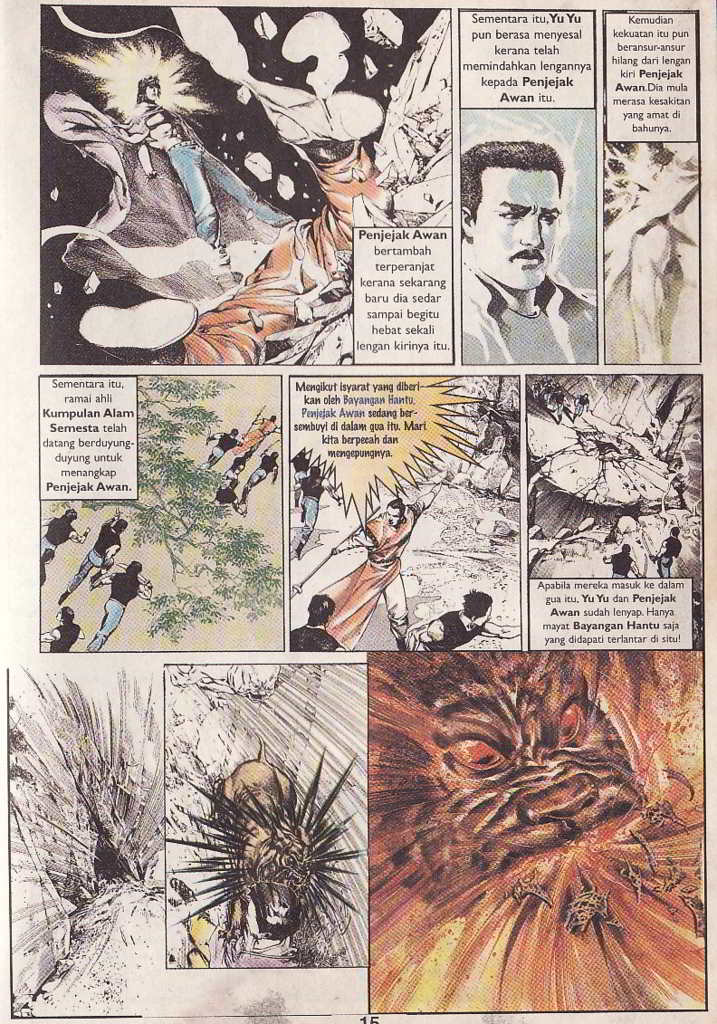 Penjejak Awan
bertambah
terperanjat
kerana sekarang
baru dia sedar
sampai begitu
hebat sekali
lengan kirinya itu.
Sementara itu,Yu Yu
pun berasa menyesal
kerana telah
memindahkan lengannya
kepada Penjejak
Awan itu.
Kemudian
kekuatan itu pun
beransur-ansur
hilang dari lengan
kiri Penjejak
Awan.Dia mula
merasa kesakitan
yang amat di
bahunya.
Sementara itu,
ramai ahli
Kumpulan Alam
Semesta telah
datang berduyung-
duyung untuk
menangkap
Penjejak Awan.
Mengikut isyarat yang diberi-
kan oleh Bayangan Hantu,
Penjejak Awan sedang ber-
sembuyi di dalam gua itu. Mari
kita berpecah dan
mengepungnya.
Apabila mereka masuk ke dalam
gua itu, Yu Yu dan Penjejak
Awan sudah lenyap. Hanya
mayat Bayangan Hantu saja
yang didapati terlantar di situ!
15